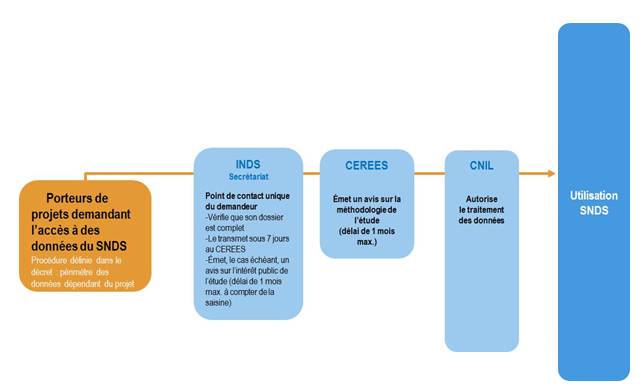 Porteurs de
projets demandant
l'accès à des
données du SNDS
Procédure définie dans le
décret : périmètre des
données dépendant du projet
INDS
Secrétariat
Point de contact unique
du demandeur
-Vérifie que son dossier
est complet
-Le transmet sous 7 jours
au CEREES
-Émet, le cas échéant, un
avis sur l'intérêt public de
l'étude (délai de 1 mois
max. à compter de la
saisine)
CEREES
Émet un avis sur la
méthodologie de
l'étude
(délai de 1 mois
max.)
CNIL
Autorise
le traitement
des données
Utilisation
SNDS